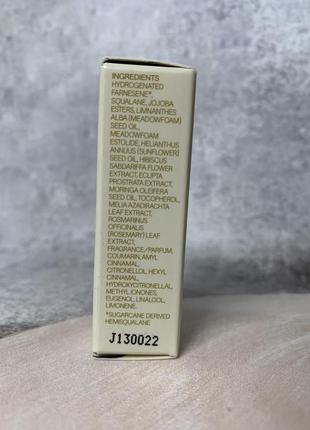 INGREDIENTS
HYDROGENATED
FARNESENE*,
SQUALANE, JOJOBA
ESTERS, LIMNANTHES
ALBA (MEADOWFOAM)
SEED OIL,
MEADOWFOAM
ESTOLIDE, HELIANTHUS
ANNUUS (SUNFLOWER)
SEED OIL, HIBISCUS
SABDARIFFA FLOWER
EXTRACT, ECLIPTA
PROSTRATA EXTRACT,
MORINGA OLEIFERA
SEED OIL, TOCOPHEROL,
MELIA AZADIRACHTA
LEAF EXTRACT,
ROSMARINUS
OFFICINALIS
(ROSEMARY) LEAF
EXTRACT,
FRAGRANCE/PARFUM,
COUMARIN, AMYL
CINNAMAL,
CITRONELLOL, HEXYL
CINNAMAL,
HYDROXYCITRONELLAL,
METHYL IONONES,
EUGENOL, LINALOOL,
LIMONENE.
*SUGARCANE DERIVED
HEMISQUALANE
J130022